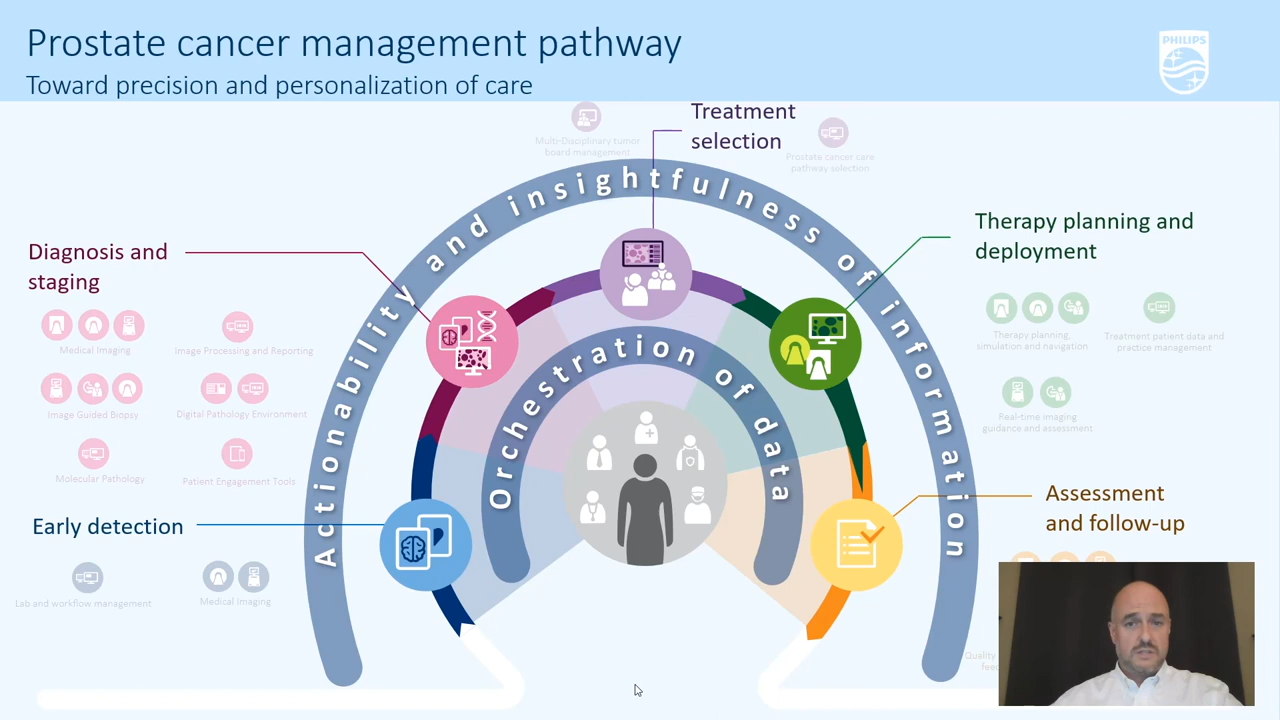 Prostate cancer management pathway
Toward precision and personalization of care
PHILIPS
Treatment
selection
Multi-Disciplinary tumor
board management
Prostate cancer care
pathway selection
Actionability and insightfulness of information
Orchestration of data
Diagnosis and
staging
Medical Imaging
Image Processing and Reporting
Image Guided Biopsy
Digital Pathology Environment
Molecular Pathology
Patient Engagement Tools
Early detection
Lab and workflow management
Medical Imaging
Therapy planning and
deployment
Therapy planning,
simulation and navigation
Treatment patient data and
practice management
Real-time imaging
guidance and assessment
Assessment
and follow-up
Quality